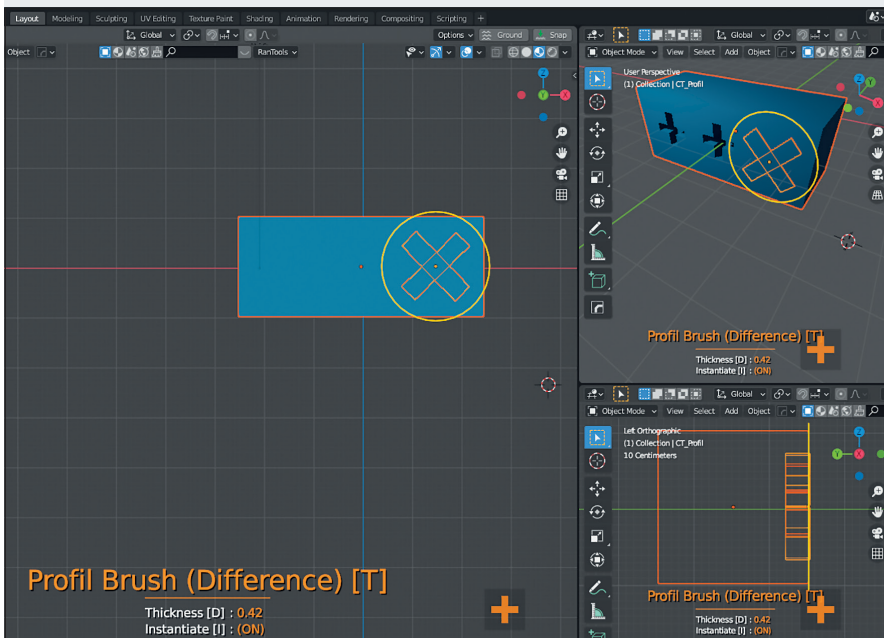 Layout Modeling Sculpting UV Editing Texture Paint Shading Animation Rendering Compositing Scripting +
Global Options Ground Snap
Object RanTools
Z
Y X
Profil Brush (Difference) [T]
Thickness [D] : 0.42
Instantiate [I] : (ON)
Global
Object Mode View Select Add Object
User Perspective
(1) Collection | CT_Profil
Z
Y
X
Profil Brush (Difference) [T]
Thickness [D] : 0.42
Instantiate [I] : (ON)
Global
Object Mode View Select Add Object
Left Orthographic
(1) Collection | CT_Profil
10 Centimeters
Z
Y X
Profil Brush (Difference) [T]
Thickness [D] : 0.42
Instantiate [I] : (ON)